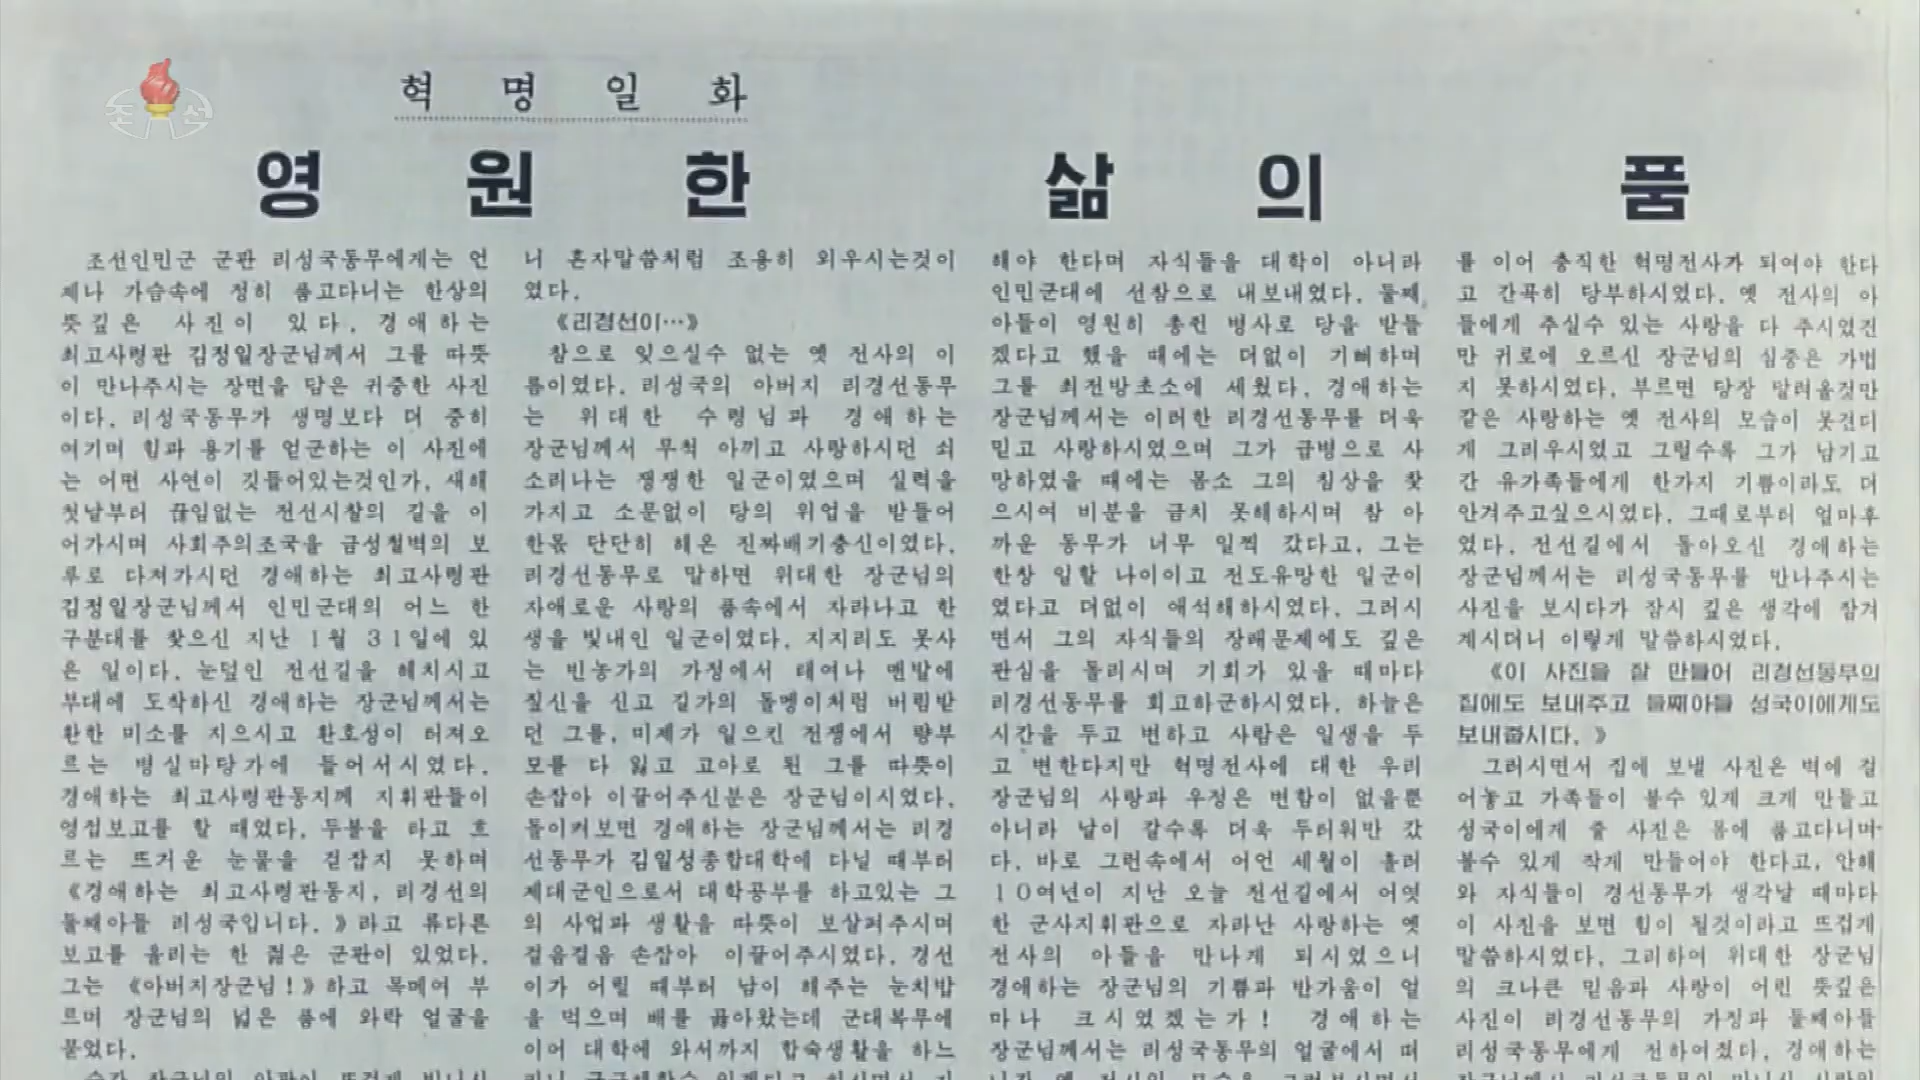 조선
혁명일화
영원한 삶의 품
조선인민군 군관 리성국동무에게는 언
제나 가슴속에 정히 품고다니는 한상의
뜻깊은 사진이 있다. 경애하는
최고사령관 김정일장군님께서 그를 따뜻
이 만나주시는 장면을 담은 귀중한 사진
이다. 리성국동무가 생명보다 더 중히
여기며 힘과 용기를 얻군하는 이 사진에
는 어떤 사연이 깃들어있는것인가. 새해
첫날부터 끊임없는 전선시찰의 길을 이
어가시며 사회주의조국을 금성철벽의 보
루로 다져가시던 경애하는 최고사령관
김정일장군님께서 인민군대의 어느 한
구분대를 찾으신 지난 1월 31일에 있
은 일이다. 눈덮인 전선길을 헤치시고
부대에 도착하신 경애하는 장군님께서는
환한 미소를 지으시고 환호성이 터져오
르는 병실마당가에 들어서시였다.
경애하는 최고사령관동지께 지휘관들이
영접보고를 할 때였다. 두볼을 타고 흐
르는 뜨거운 눈물을 걷잡지 못하며
《경애하는 최고사령관동지, 리경선의
둘째아들 리성국입니다.》라고 류다른
보고를 올리는 한 젊은 군관이 있었다.
그는 《아버지장군님!》하고 목메여 부
르며 장군님의 넓은 품에 와락 얼굴을
묻었다.
순간 장군님의 안광이 뜨겁게 빛나시
니 혼자말씀처럼 조용히 외우시는것이
였다.
《리경선이…》
참으로 잊으실수 없는 옛 전사의 이
름이였다. 리성국의 아버지 리경선동무
는 위대한 수령님과 경애하는
장군님께서 무척 아끼고 사랑하시던 쇠
소리나는 쟁쟁한 일군이였으며 실력을
가지고 소문없이 당의 위업을 받들어
한몫 단단히 해온 진짜배기충신이였다.
리경선동무로 말하면 위대한 장군님의
자애로운 사랑의 품속에서 자라나고 한
생을 빛내인 일군이였다. 지지리도 못사
는 빈농가의 가정에서 태여나 맨발에
짚신을 신고 길가의 돌멩이처럼 버림받
던 그를, 미제가 일으킨 전쟁에서 량부
모를 다 잃고 고아로 된 그를 따뜻이
손잡아 이끌어주신분은 장군님이시였다.
돌이켜보면 경애하는 장군님께서는 리경
선동무가 김일성종합대학에 다닐 때부터
제대군인으로서 대학공부를 하고있는 그
의 사업과 생활을 따뜻이 보살펴주시며
걸음걸음 손잡아 이끌어주시였다. 경선
이가 어릴 때부터 남이 해주는 눈치밥
을 먹으며 배를 곯아왔는데 군대복무에
이어 대학에 와서까지 합숙생활을 하느
해야 한다며 자식들을 대학이 아니라
인민군대에 선참으로 내보내였다. 둘째
아들이 영원히 총쥔 병사로 당을 받들
겠다고 했을 때에는 더없이 기뻐하며
그를 최전방초소에 세웠다. 경애하는
장군님께서는 이러한 리경선동무를 더욱
믿고 사랑하시였으며 그가 급병으로 사
망하였을 때에는 몸소 그의 침상을 찾
으시여 비분을 금치 못해하시며 참 아
까운 동무가 너무 일찍 갔다고, 그는
한창 일할 나이이고 전도유망한 일군이
였다고 더없이 애석해하시였다. 그러시
면서 그의 자식들의 장래문제에도 깊은
관심을 돌리시며 기회가 있을 때마다
리경선동무를 회고하군하시였다. 하늘은
시간을 두고 변하고 사람은 일생을 두
고 변한다지만 혁명전사에 대한 우리
장군님의 사랑과 우정은 변함이 없을뿐
아니라 날이 갈수록 더욱 두터워만 갔
다. 바로 그런속에서 어언 세월이 흘러
10여년이 지난 오늘 전선길에서 어엿
한 군사지휘관으로 자라난 사랑하는 옛
전사의 아들을 만나게 되시였으니
경애하는 장군님의 기쁨과 반가움이 얼
마나 크시였겠는가! 경애하는
장군님께서는 리성국동무의 얼굴에서 떠
를 이어 충직한 혁명전사가 되여야 한다
고 간곡히 당부하시였다. 옛 전사의 아
들에게 주실수 있는 사랑을 다 주시였건
만 귀로에 오르신 장군님의 심중은 가볍
지 못하시였다. 부르면 당장 달려올것만
같은 사랑하는 옛 전사의 모습이 못견디
게 그리우시였고 그럴수록 그가 남기고
간 유가족들에게 한가지 기쁨이라도 더
안겨주고싶으시였다. 그때로부터 얼마후
였다. 전선길에서 돌아오신 경애하는
장군님께서는 리성국동무를 만나주시는
사진을 보시다가 잠시 깊은 생각에 잠겨
계시더니 이렇게 말씀하시였다.
《이 사진을 잘 만들어 리경선동무의
집에도 보내주고 둘째아들 성국이에게도
보내줍시다.》
그러시면서 집에 보낼 사진은 벽에 걸
어놓고 가족들이 볼수 있게 크게 만들고
성국이에게 줄 사진은 몸에 품고다니며
볼수 있게 작게 만들어야 한다고, 안해
와 자식들이 경선동무가 생각날 때마다
이 사진을 보면 힘이 될것이라고 뜨겁게
말씀하시였다. 그리하여 위대한 장군님
의 크나큰 믿음과 사랑이 어린 뜻깊은
사진이 리경선동무의 가정과 둘째아들
리성국동무에게 전하여졌다. 경애하는